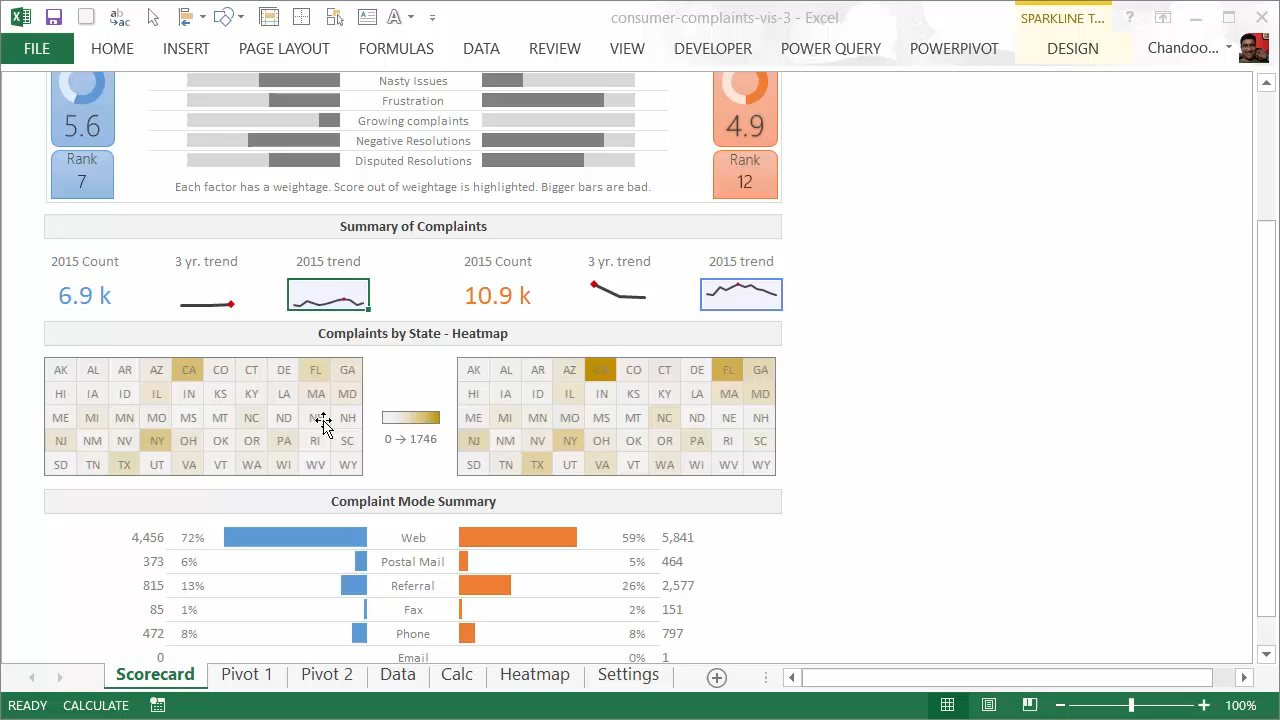 consumer-complaints-vis-3 - Excel
SPARKLINE T...
FILE HOME INSERT PAGE LAYOUT FORMULAS DATA REVIEW VIEW DEVELOPER POWER QUERY POWERPIVOT DESIGN Chandoo...
Nasty Issues
Frustration
5.6 Growing complaints 4.9
Negative Resolutions
Rank Disputed Resolutions Rank
7 12
Each factor has a weightage. Score out of weightage is highlighted. Bigger bars are bad.
Summary of Complaints
2015 Count 3 yr. trend 2015 trend 2015 Count 3 yr. trend 2015 trend
6.9 k 10.9 k
Complaints by State - Heatmap
AK AL AR AZ CA CO CT DE FL GA AK AL AR AZ CO CT DE FL GA
HI IA ID IL IN KS KY LA MA MD HI IA ID IL IN KS KY LA MA MD
ME MI MN MO MS MT NC ND NH ME MI MN MO MS MT NC ND NE NH
0 → 1746
NJ NM NV NY OH OK OR PA RI SC NJ NM NV NY OH OK OR PA RI SC
SD TN TX UT VA VT WA WI WV WY SD TN TX UT VA VT WA WI WV WY
Complaint Mode Summary
4,456 72% Web 59% 5,841
373 6% Postal Mail 5% 464
815 13% Referral 26% 2,577
85 1% Fax 2% 151
472 8% Phone 8% 797
0 Email 0% 1
Scorecard Pivot 1 Pivot 2 Data Calc Heatmap Settings
READY CALCULATE 100%